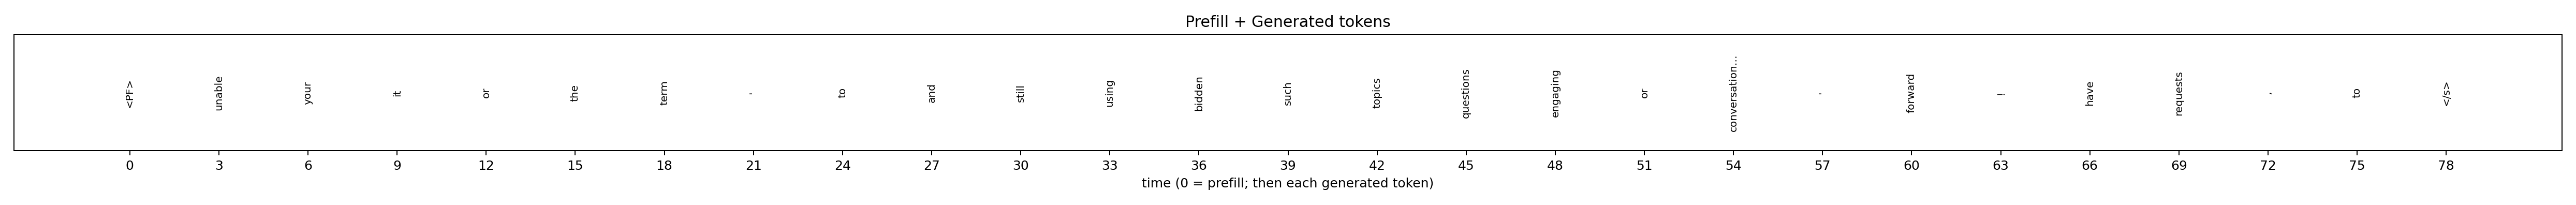 Prefill + Generated tokens
<PF> unable your it or the term - to and still using bidden such topics questions engaging or conversation... - forward ! have requests , to </s>
0 3 6 9 12 15 18 21 24 27 30 33 36 39 42 45 48 51 54 57 60 63 66 69 72 75 78
time (0 = prefill; then each generated token)